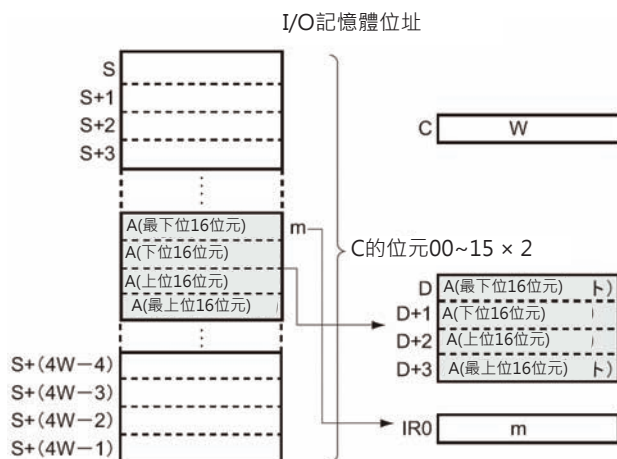 I/O記憶體位址
S
S+1
S+2
S+3
C W
A(最下位16位元) m
A(下位16位元)
A(上位16位元)
A(最上位16位元)
C的位元00~15 × 2
D A(最下位16位元) ト)
D+1 A(下位16位元) )
D+2 A(上位16位元) )
D+3 A(最上位16位元) ト)
S+(4W−4)
S+(4W−3)
S+(4W−2)
S+(4W−1)
IR0 m